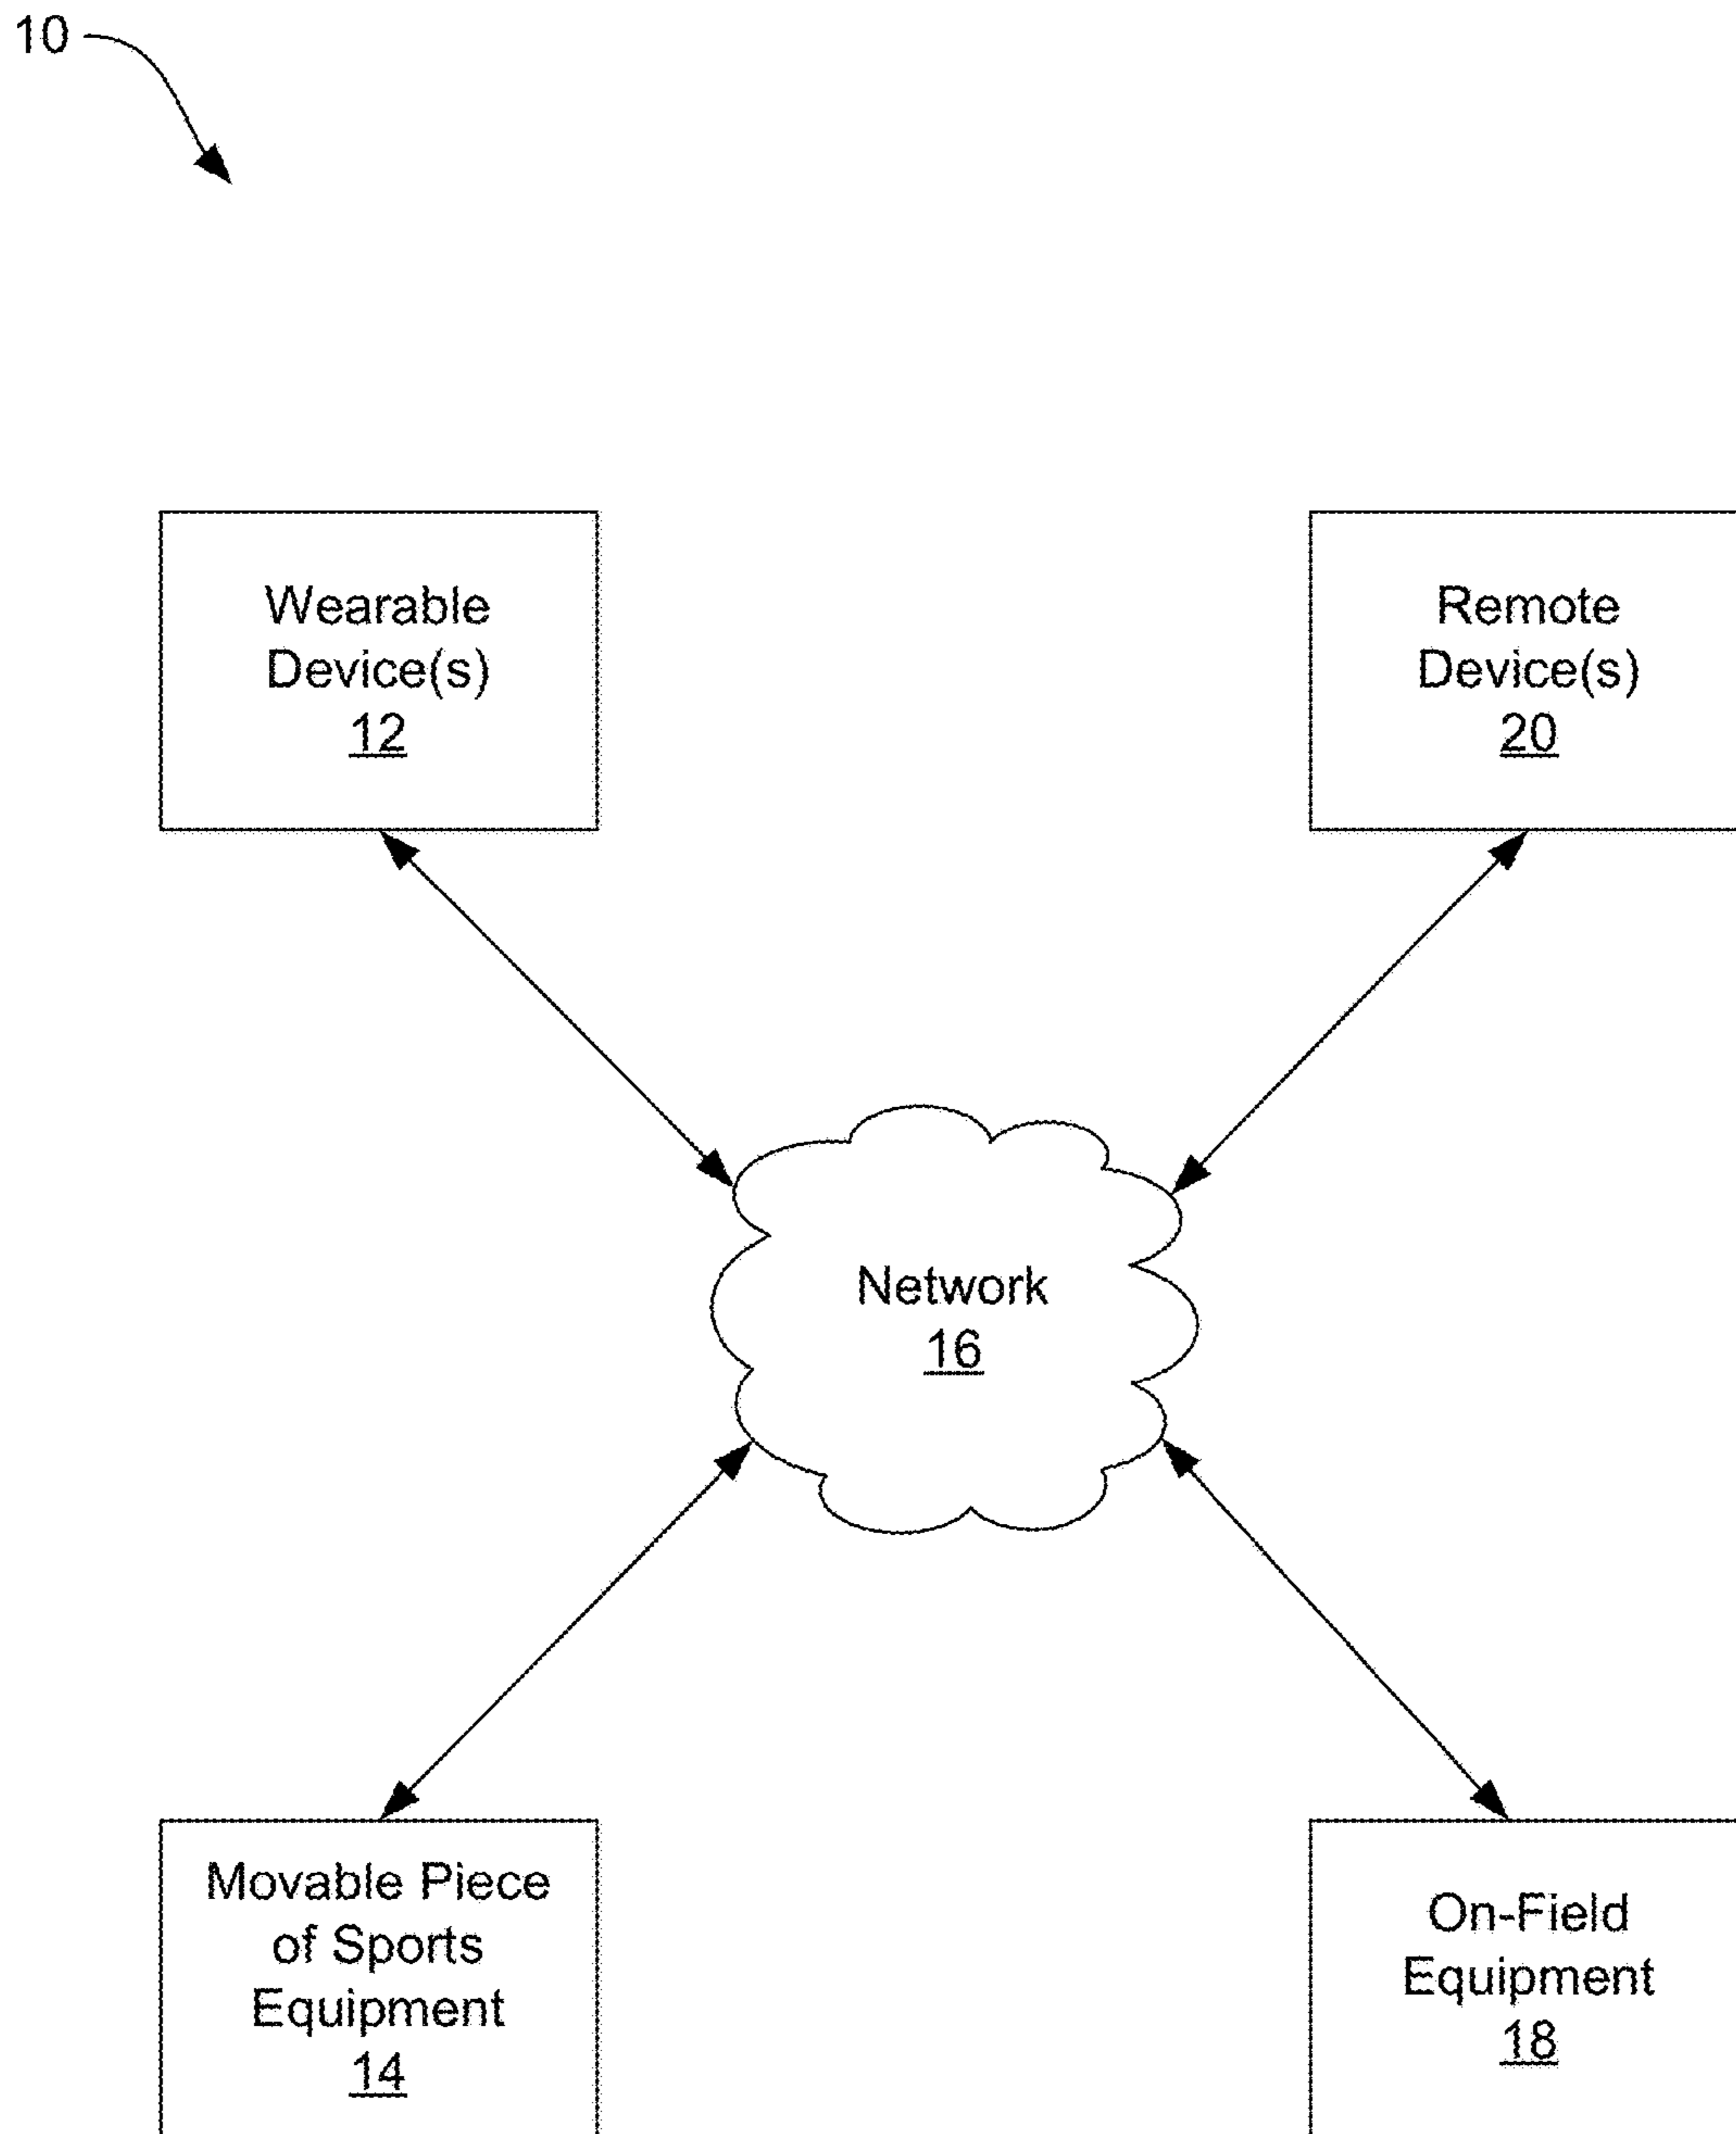 10
Wearable
Device(s)
12
Remote
Device(s)
20
Network
16
Movable Piece
of Sports
Equipment
14
On-Field
Equipment
18